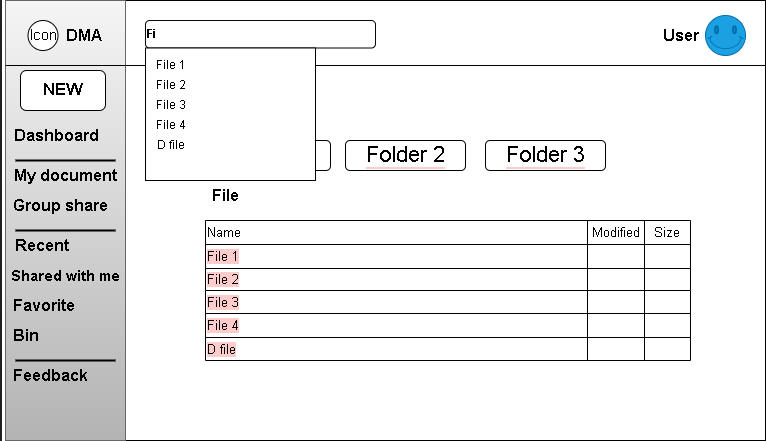 Icon DMA
Fi
User
NEW
File 1
File 2
File 3
File 4
D file
Dashboard
My document
Group share
Recent
Shared with me
Favorite
Bin
Feedback
Folder 2
Folder 3
File
Name Modified Size
File 1
File 2
File 3
File 4
D file